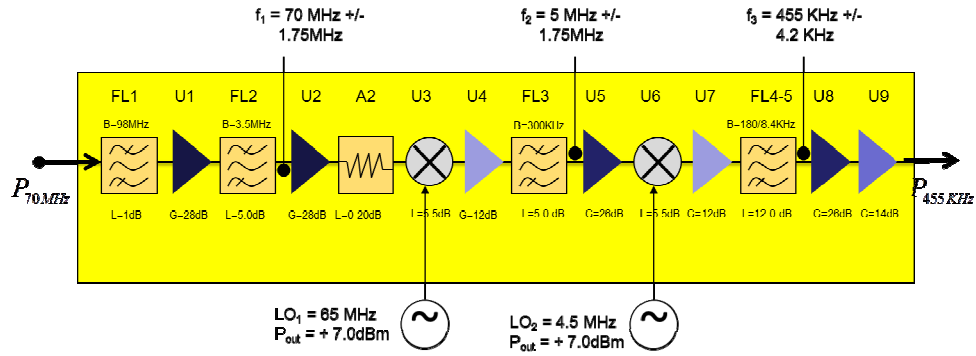 f1 = 70 MHz +/-
1.75MHz
f2 = 5 MHz +/-
1.75MHz
f3 = 455 KHz +/-
4.2 KHz
FL1 U1 FL2 U2 A2 U3 U4 FL3 U5 U6 U7 FL4-5 U8 U9
B=98MHz B=3.5MHz B=300KHz B=180/8.4KHz
P70MHz P455KHz
L=1dB G=28dB L=5.0dB G=28dB L=0 20dB L=5.5dB G=12dB L=5.0 dB G=26dB L=5.5dB G=12dB L=12.0 dB G=26dB G=14dB
LO1 = 65 MHz
Pout = + 7.0dBm
LO2 = 4.5 MHz
Pout = + 7.0dBm